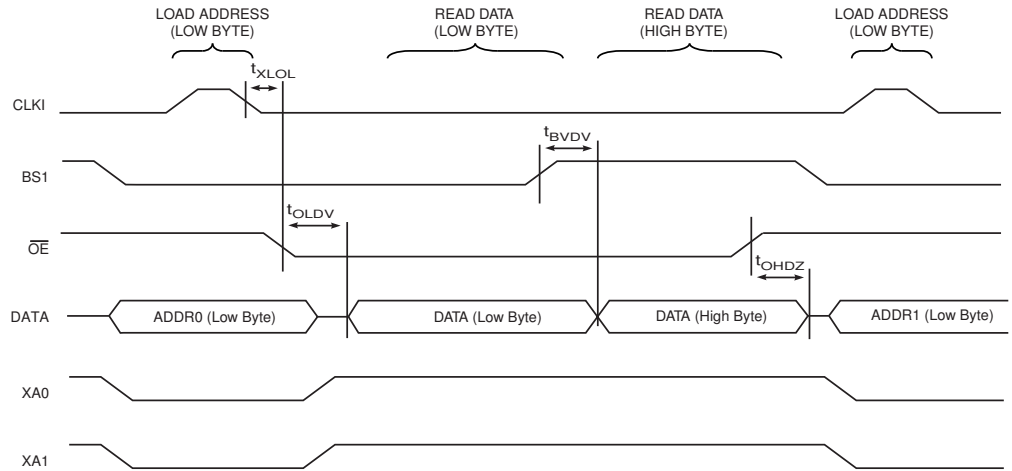 LOAD ADDRESS
(LOW BYTE)
READ DATA
(LOW BYTE)
READ DATA
(HIGH BYTE)
LOAD ADDRESS
(LOW BYTE)
tXLOL
CLKI
tBVDV
BS1
tOLDV
OE
tOHDZ
DATA
ADDR0 (Low Byte)
DATA (Low Byte)
DATA (High Byte)
ADDR1 (Low Byte)
XA0
XA1